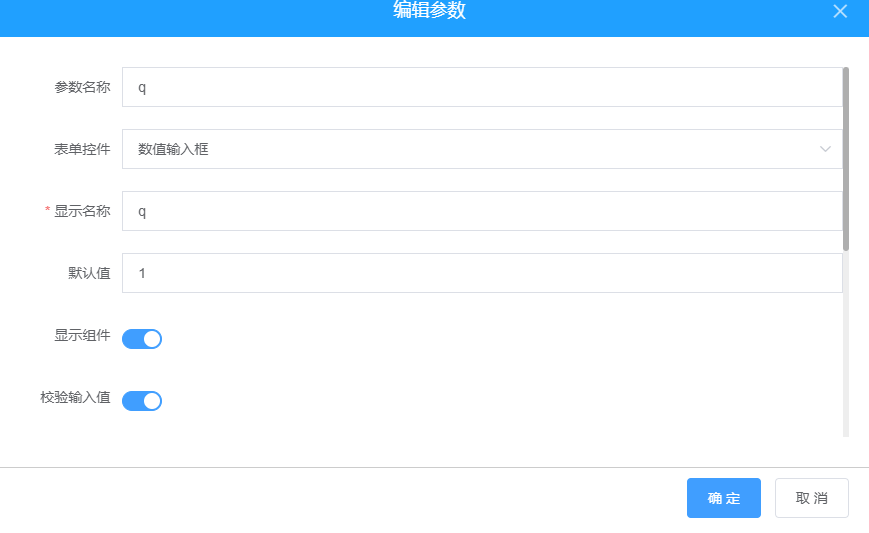 编辑参数
参数名称 q
表单控件 数值输入框
* 显示名称 q
默认值 1
显示组件
校验输入值
确 定 取 消